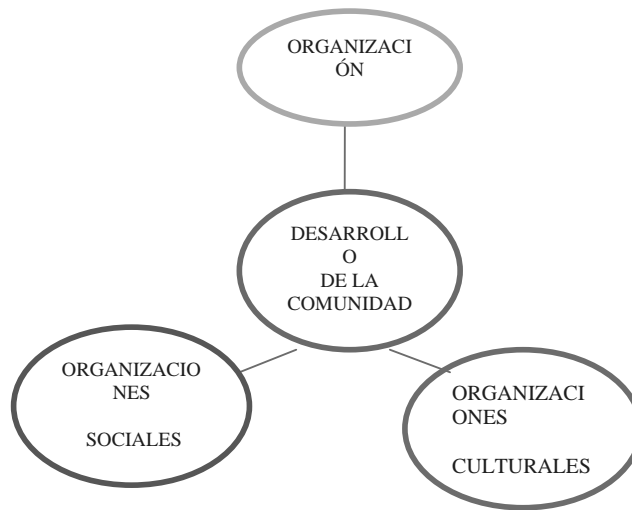 ORGANIZACI
ÓN
DESARROLL
O
DE LA
COMUNIDAD
ORGANIZACIO
NES
SOCIALES
ORGANIZACI
ONES
CULTURALES